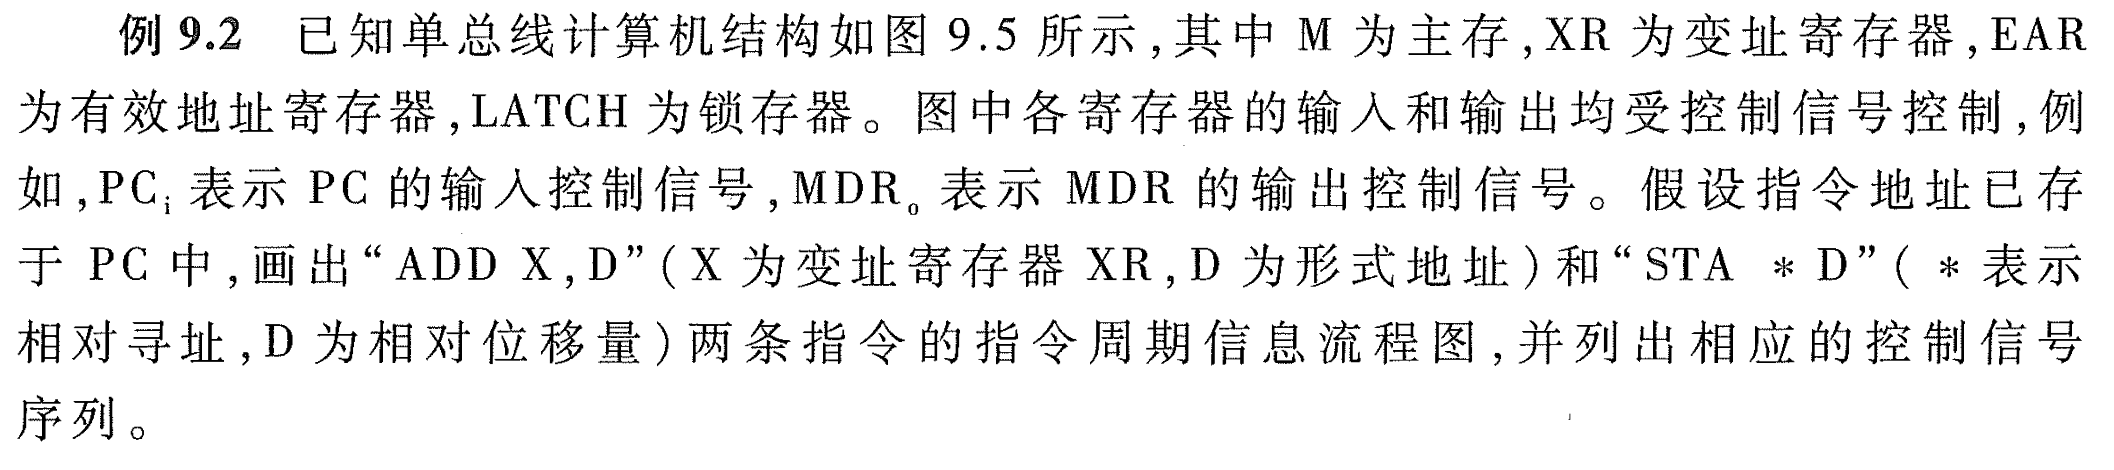 例 9.2 已知单总线计算机结构如图 9.5 所示,其中 M 为主存,XR 为变址寄存器,EAR
为有效地址寄存器,LATCH 为锁存器。图中各寄存器的输入和输出均受控制信号控制,例
如,PCᵢ 表示 PC 的输入控制信号,MDRₒ 表示 MDR 的输出控制信号。假设指令地址已存
于 PC 中,画出“ADD X,D”(X 为变址寄存器 XR,D 为形式地址)和“STA * D”(* 表示
相对寻址,D 为相对位移量)两条指令的指令周期信息流程图,并列出相应的控制信号
序列。